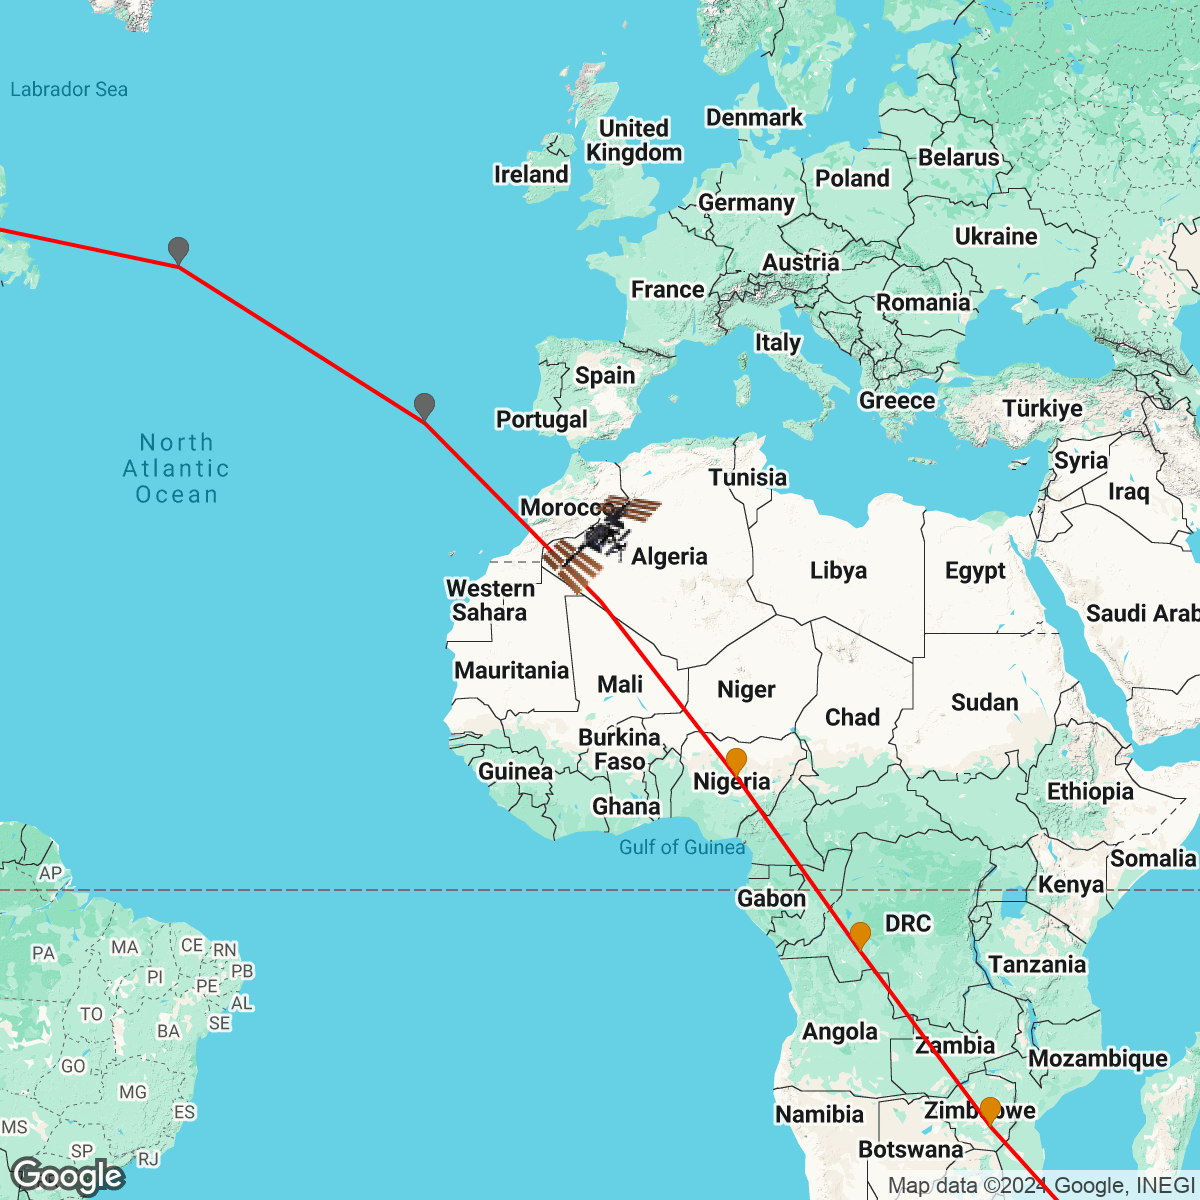 Labrador Sea
Denmark
United
Kingdom
Ireland
Belarus
Poland
Germany
Ukraine
Austria
France
Romania
Italy
Spain
Greece
Türkiye
Portugal
North
Atlantic
Ocean
Syria
Tunisia
Iraq
Morocco
Algeria
Libya
Egypt
Western
Sahara
Saudi Arab
Mauritania
Mali
Niger
Sudan
Chad
Burkina
Faso
Guinea
Nigeria
Ethiopia
Ghana
Gulf of Guinea
Somalia
AP
Kenya
Gabon
DRC
PA
MA
CE
RN
PB
PI
PE
AL
Tanzania
TO
BA
SE
Angola
Zambia
Mozambique
GO
MG
ES
Namibia
Zimbabwe
MS
SP
RJ
Botswana
Google
Map data ©2024 Google, INEGI